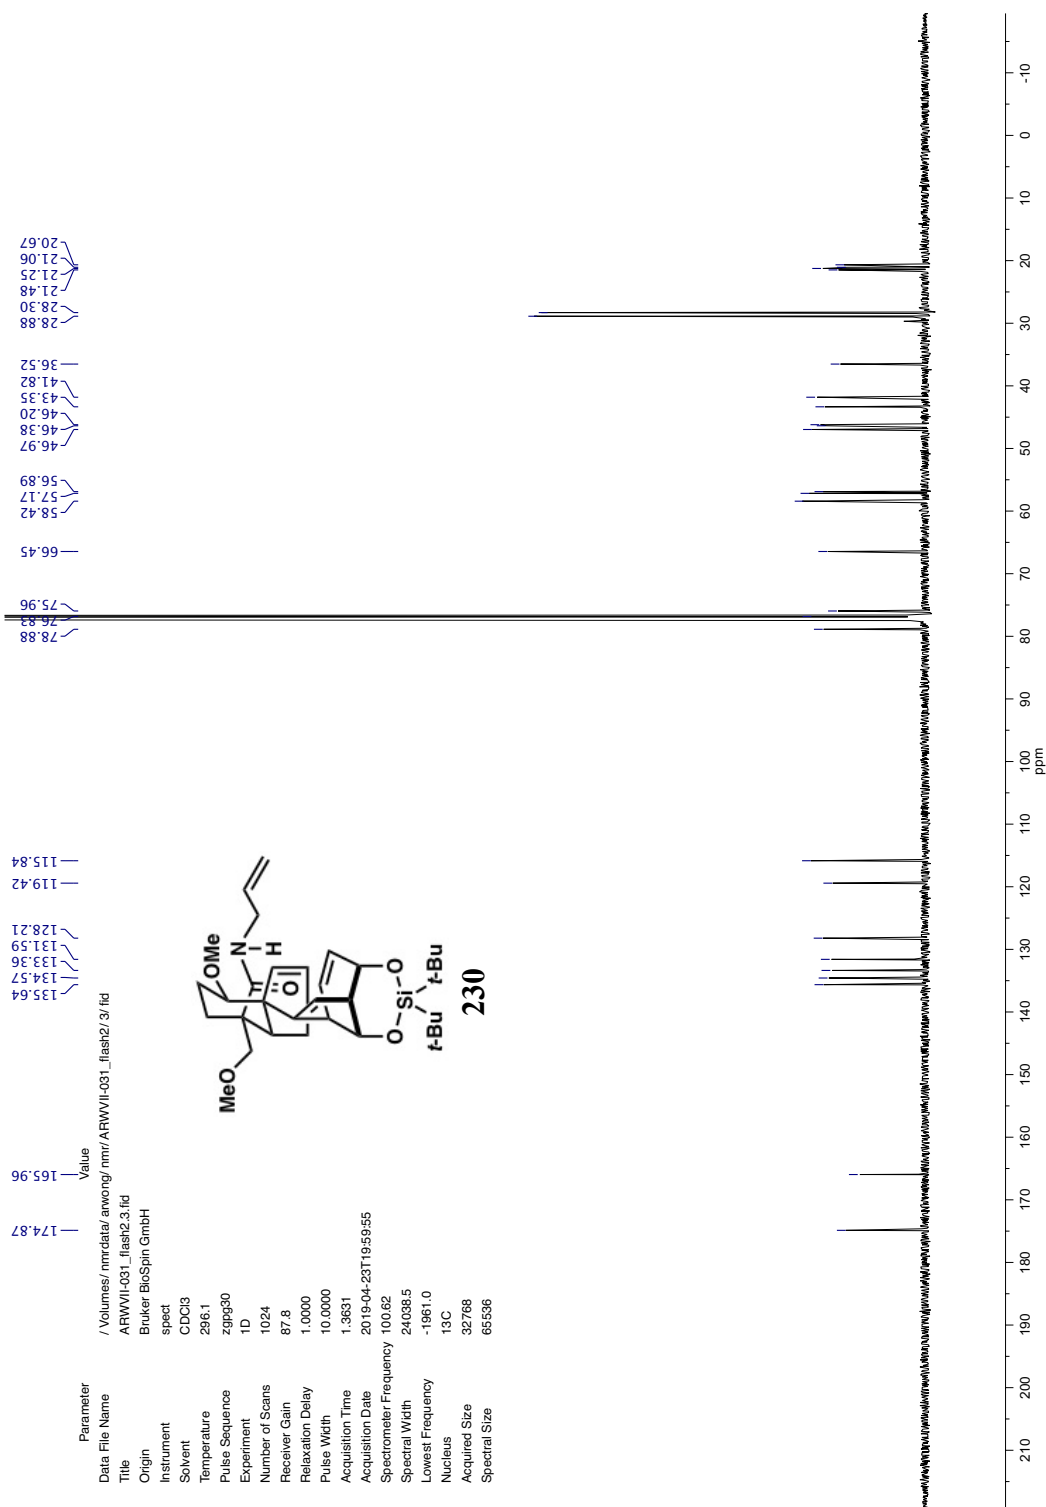 174.87
165.96
135.64
134.57
133.36
131.59
128.21
119.42
115.84
78.88
76.83
75.96
66.45
58.42
57.17
56.89
46.97
46.38
46.20
43.35
41.82
36.52
28.88
28.30
21.48
21.25
21.06
20.67
Parameter Value
Data File Name / Volumes/ nmrdata/ arwong/ nmr/ ARWVII-031_flash2/ 3/ fid
Title ARWVII-031_flash2.3.fid
Origin Bruker BioSpin GmbH
Instrument spect
Solvent CDCl3
Temperature 296.1
Pulse Sequence zgpg30
Experiment 1D
Number of Scans 1024
Receiver Gain 87.8
Relaxation Delay 1.0000
Pulse Width 10.0000
Acquisition Time 1.3631
Acquisition Date 2019-04-23T19:59:55
Spectrometer Frequency 100.62
Spectral Width 24038.5
Lowest Frequency -1961.0
Nucleus 13C
Acquired Size 32768
Spectral Size 65536
MeO
OMe
N
H
O
O
Si
O
t-Bu
t-Bu
230
210 200 190 180 170 160 150 140 130 120 110 100 90 80 70 60 50 40 30 20 10 0 -10
ppm